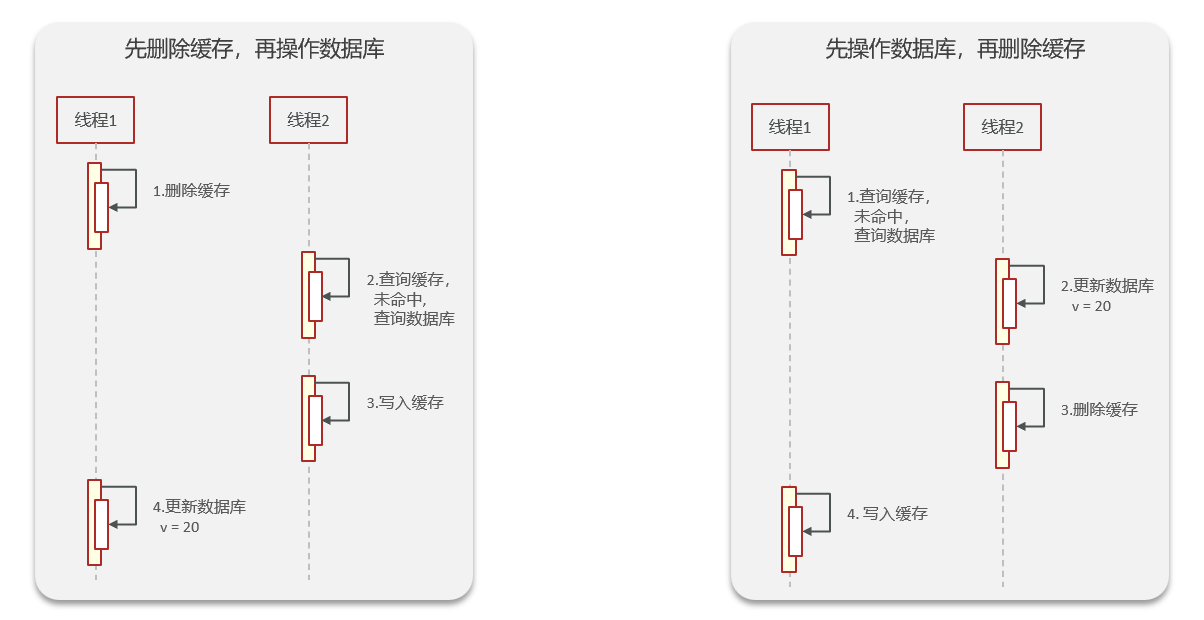 先删除缓存，再操作数据库
线程1
线程2
1.删除缓存
2.查询缓存，
未命中，
查询数据库
3.写入缓存
4.更新数据库
v = 20
先操作数据库，再删除缓存
线程1
线程2
1.查询缓存，
未命中，
查询数据库
2.更新数据库
v = 20
3.删除缓存
4. 写入缓存